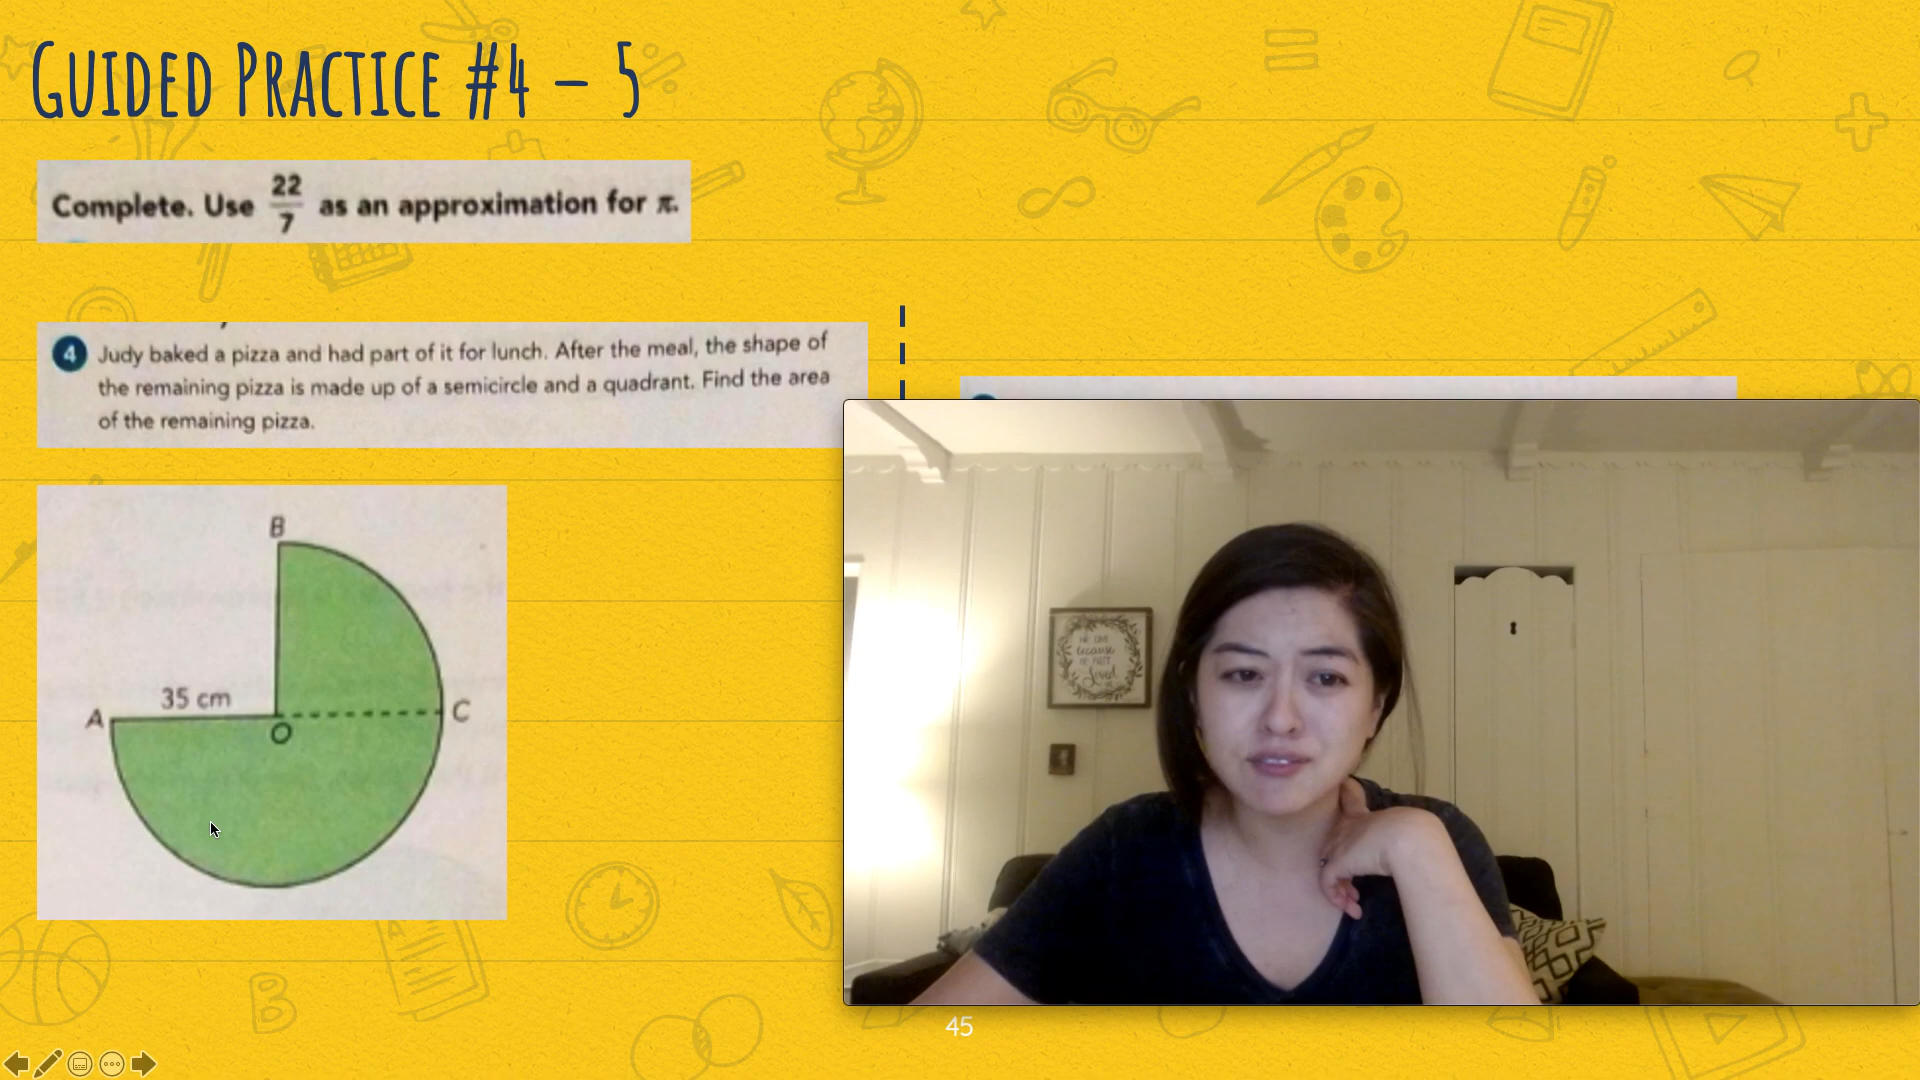 GUIDED PRACTICE #4 – 5
Complete. Use 22/7 as an approximation for π.
4 Judy baked a pizza and had part of it for lunch. After the meal, the shape of
the remaining pizza is made up of a semicircle and a quadrant. Find the area
of the remaining pizza.
B
35 cm
A
C
O
because
Loved
45